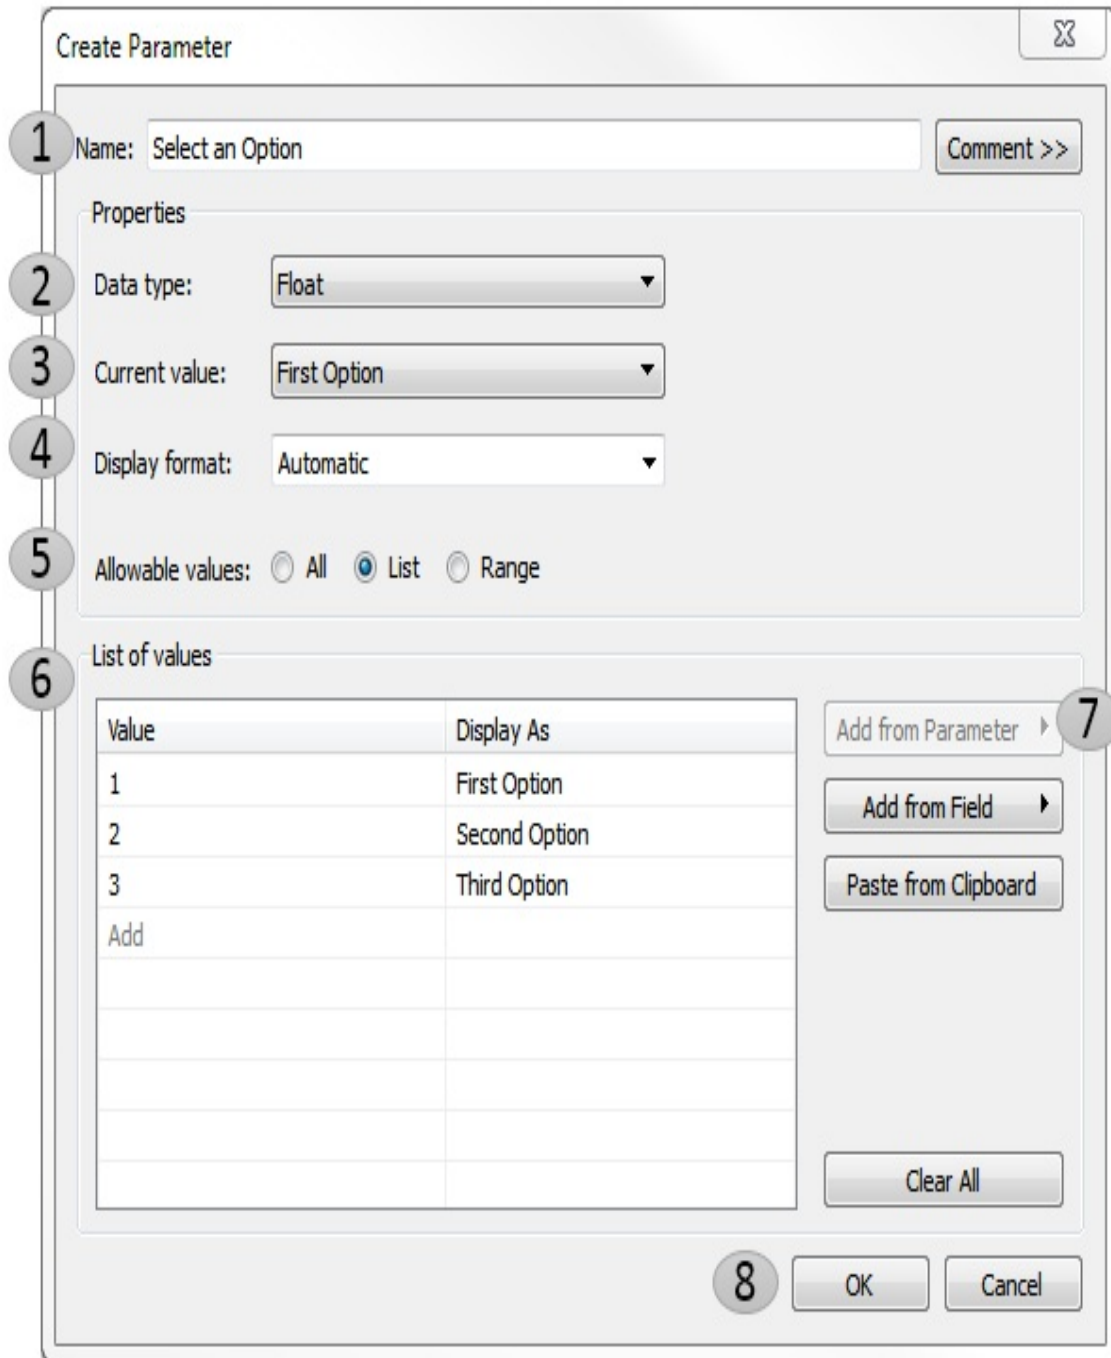 Create Parameter
1 Name: Select an Option Comment >>
Properties
2 Data type: Float
3 Current value: First Option
4 Display format: Automatic
5 Allowable values: All List Range
6 List of values
Value Display As Add from Parameter 7
1 First Option
2 Second Option Add from Field
3 Third Option Paste from Clipboard
Add
Clear All
8 OK Cancel